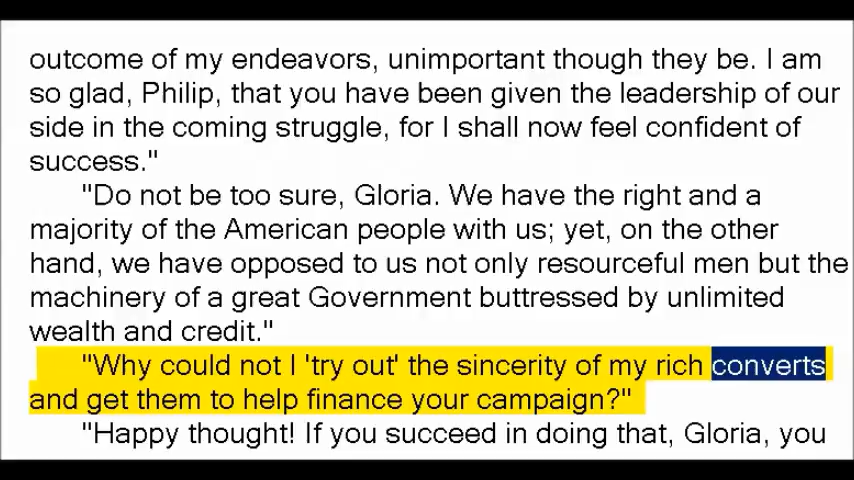 outcome of my endeavors, unimportant though they be. I am
so glad, Philip, that you have been given the leadership of our
side in the coming struggle, for I shall now feel confident of
success."
"Do not be too sure, Gloria. We have the right and a
majority of the American people with us; yet, on the other
hand, we have opposed to us not only resourceful men but the
machinery of a great Government buttressed by unlimited
wealth and credit."
"Why could not I 'try out' the sincerity of my rich converts
and get them to help finance your campaign?"
"Happy thought! If you succeed in doing that, Gloria, you